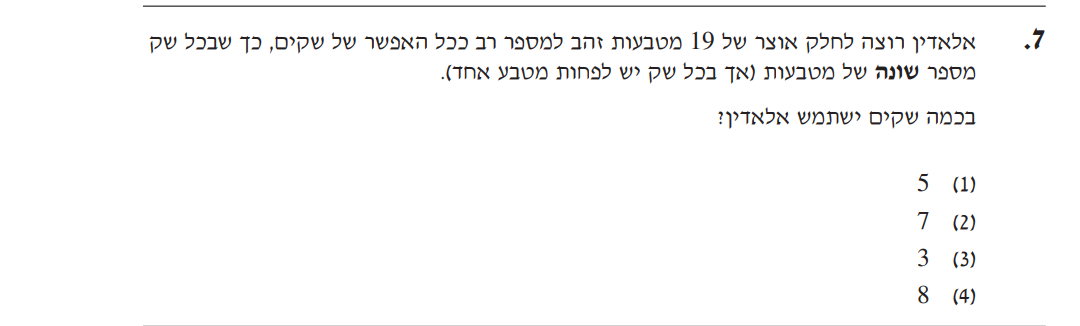 7. אלאדין רוצה לחלק אוצר של 19 מטבעות זהב למספר רב ככל האפשר של שקים, כך שבכל שק
מספר שונה של מטבעות (אך בכל שק יש לפחות מטבע אחד).
בכמה שקים ישתמש אלאדין?
(1) 5
(2) 7
(3) 3
(4) 8